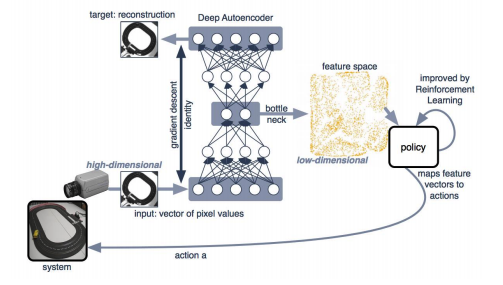 target: reconstruction
Deep Autoencoder
gradient descent
identity
bottle
neck
feature space
improved by
Reinforcement
Learning
high-dimensional
low-dimensional
policy
maps feature
vectors to
actions
input: vector of pixel values
action a
system